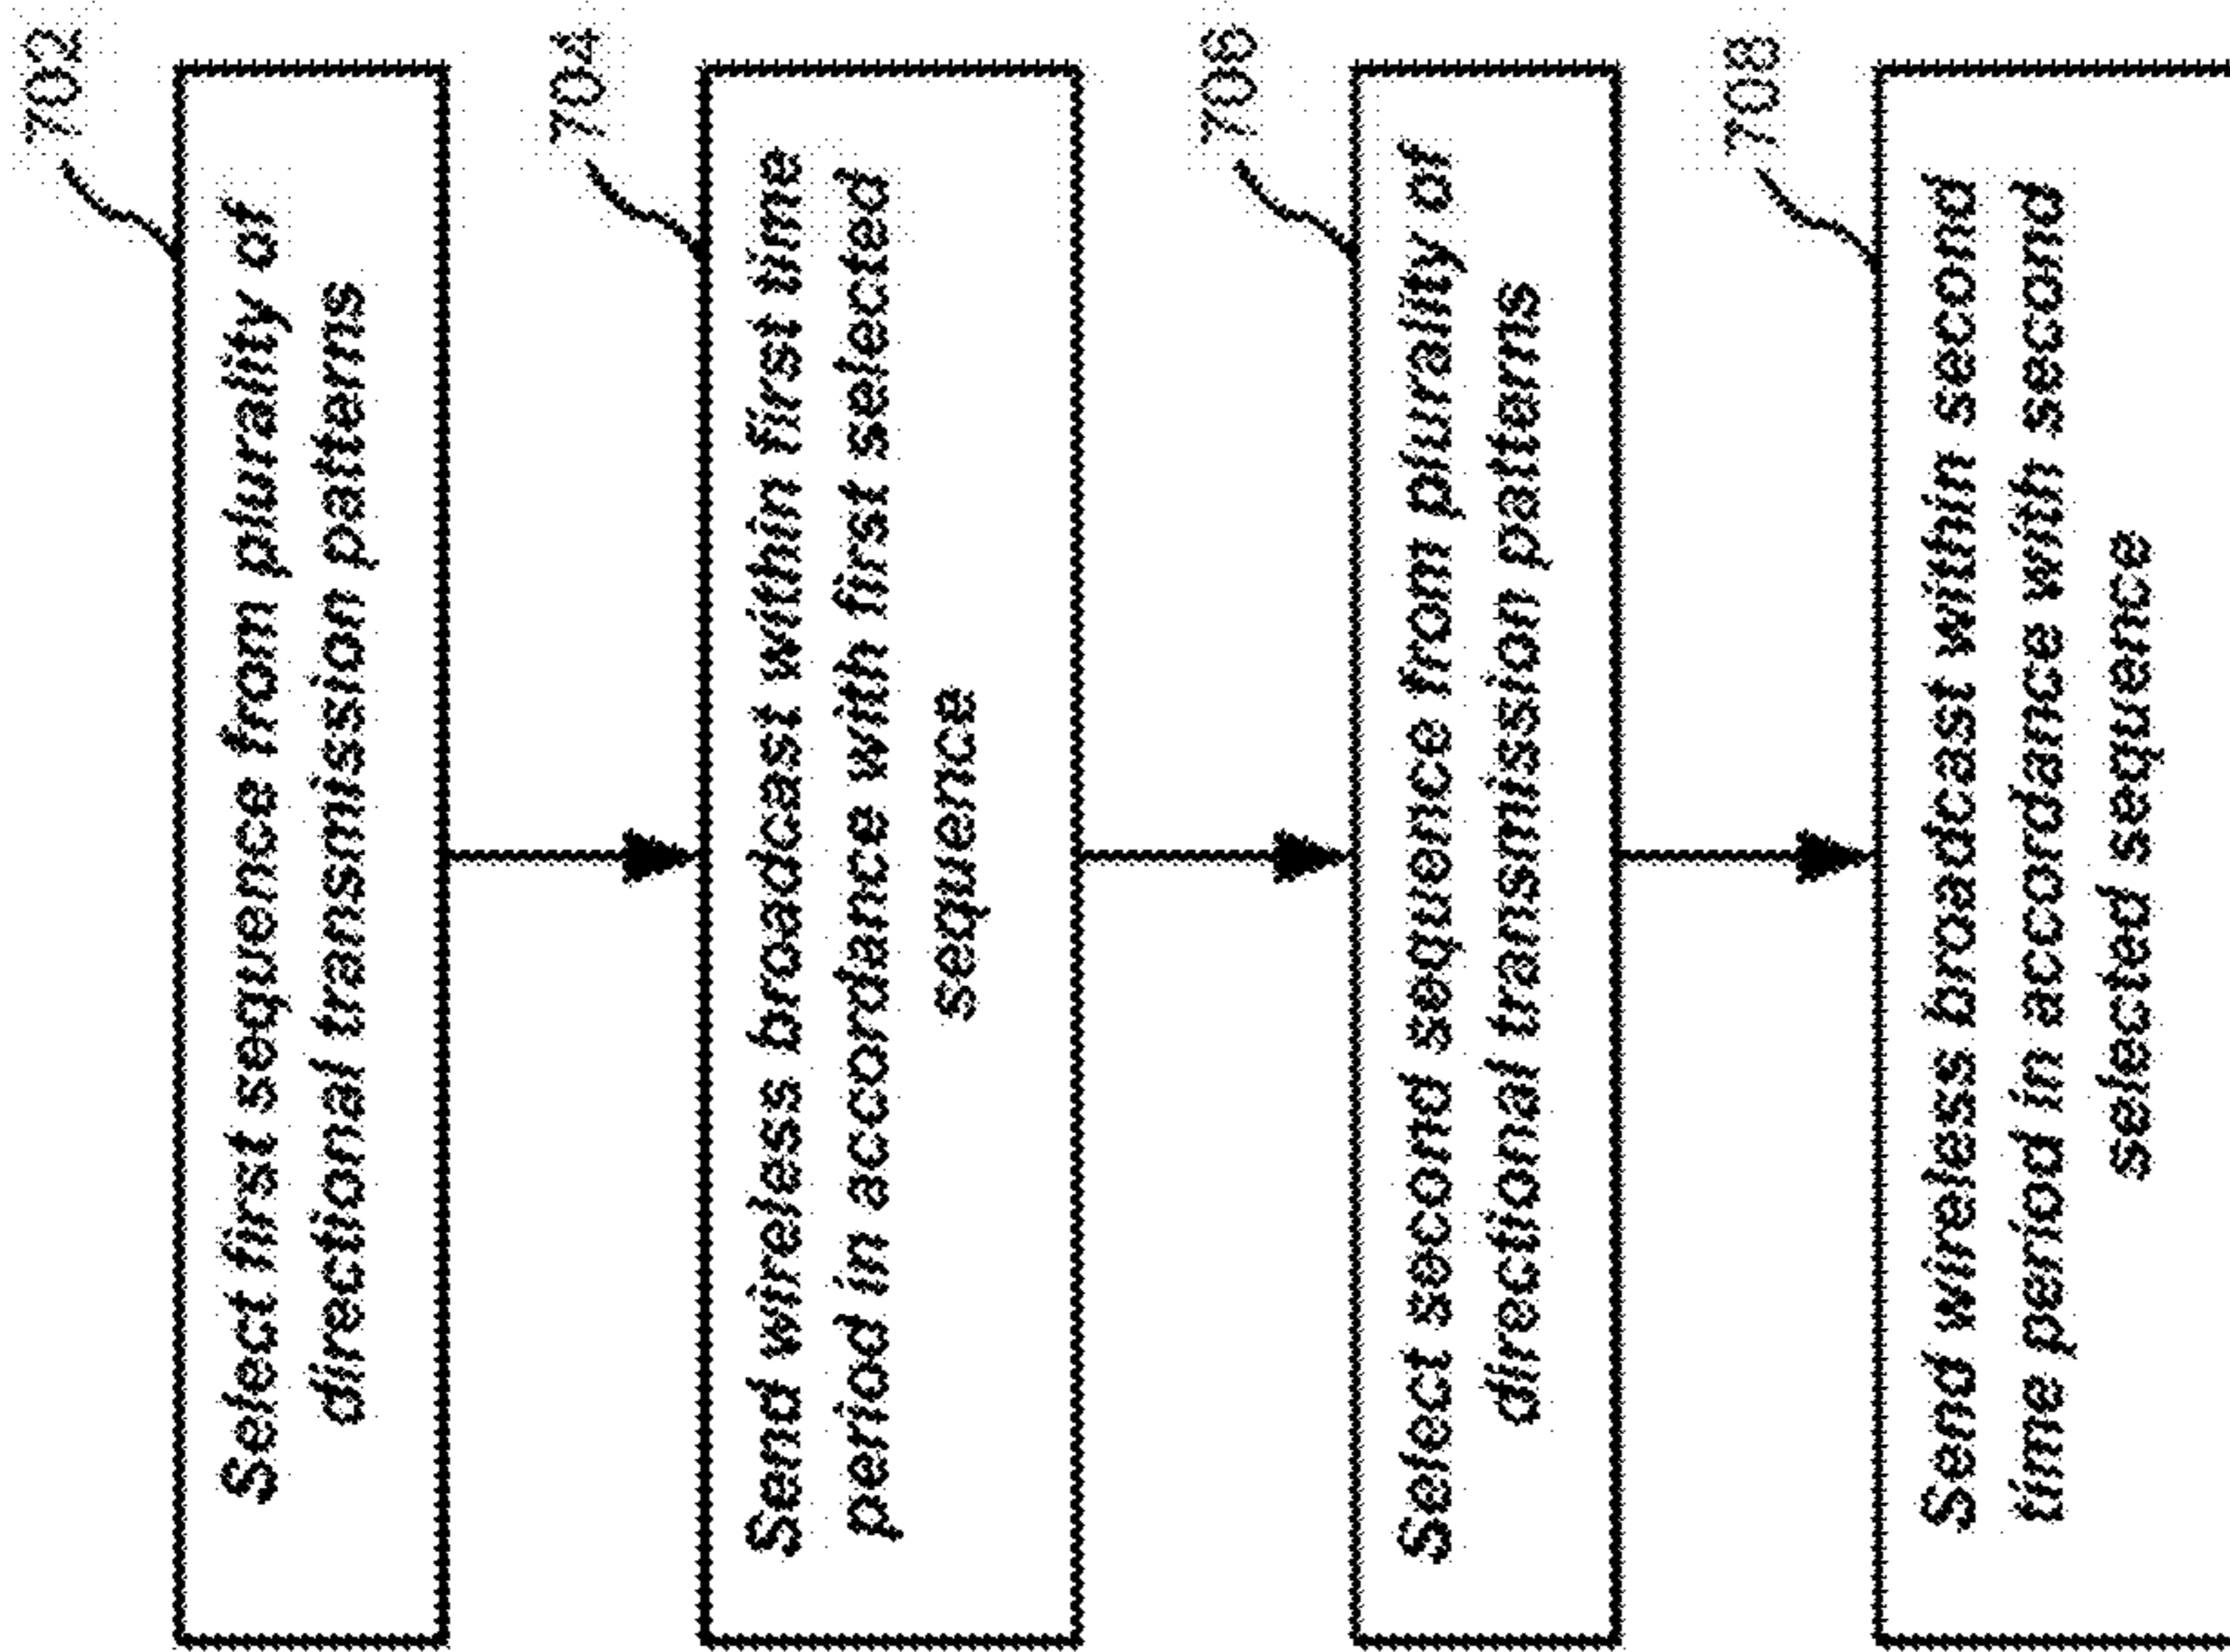 702
Select first sequence from plurality of
directional transmission patterns
704
Send wireless broadcast within first time
period in accordance with first selected
sequence
706
Select second sequence from plurality of
directional transmission patterns
708
Send wireless broadcast within second
time period in accordance with second
selected sequence